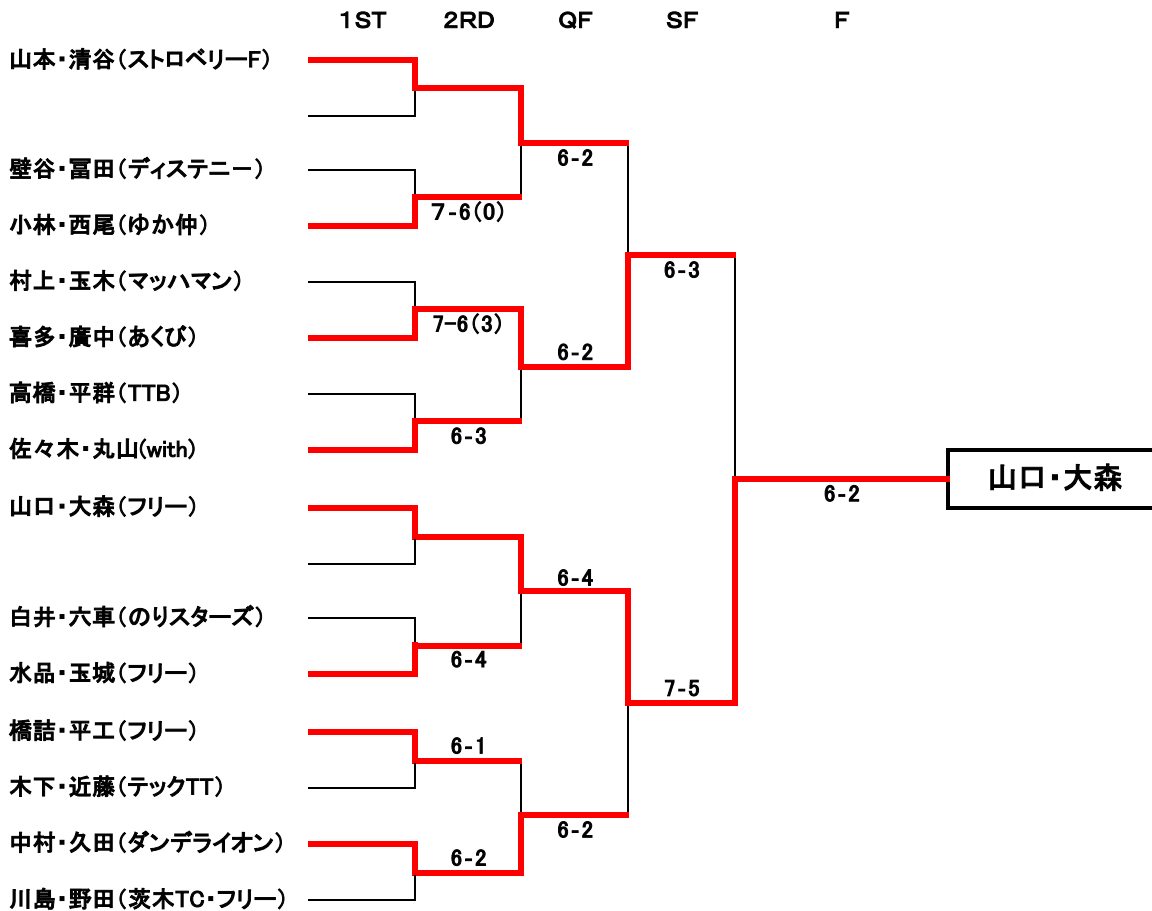 1ST 2RD QF SF F
山本・清谷（ストロベリーF）
6-2
壁谷・冨田（ディステニー）
7-6(0)
小林・西尾（ゆか仲）
6-3
村上・玉木（マッハマン）
7-6(3)
喜多・廣中（あくび）
6-2
高橋・平群（TTB）
6-3
佐々木・丸山(with)
山口・大森
6-2
山口・大森（フリー）
6-4
白井・六車（のりスターズ）
6-4
水品・玉城（フリー）
7-5
橋詰・平工（フリー）
6-1
木下・近藤（テックTT）
6-2
中村・久田（ダンデライオン）
6-2
川島・野田（茨木TC・フリー）